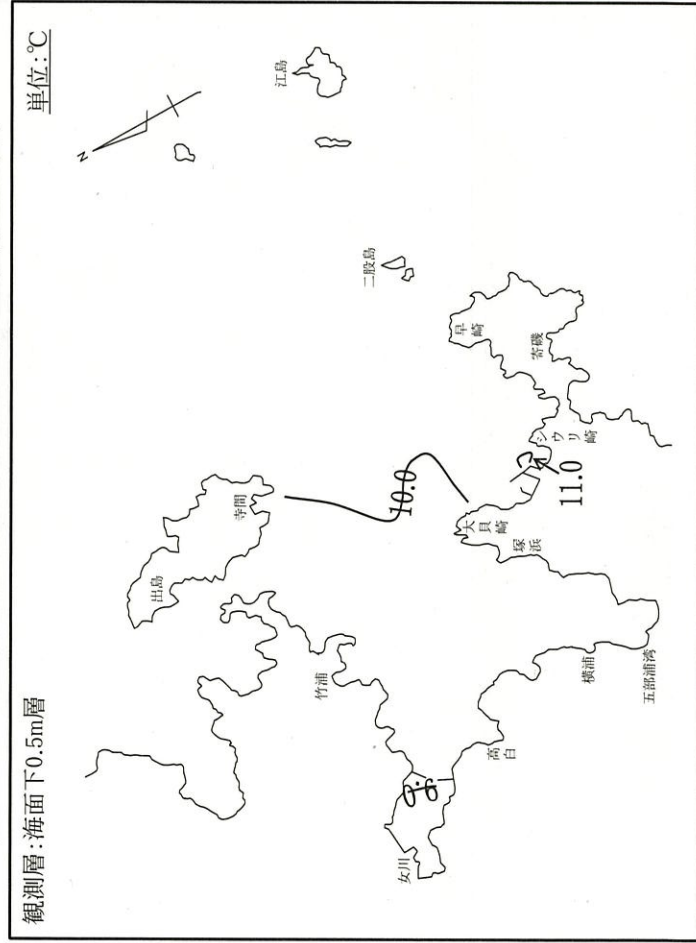 観測層:海面下0.5m層
単位:℃
N
江島
二股島
早崎
寄磯
シウリ崎
11.0
10.0
大貝崎
塚浜
寺間
出島
竹浦
横浦
五部浦湾
高白
9.0
女川